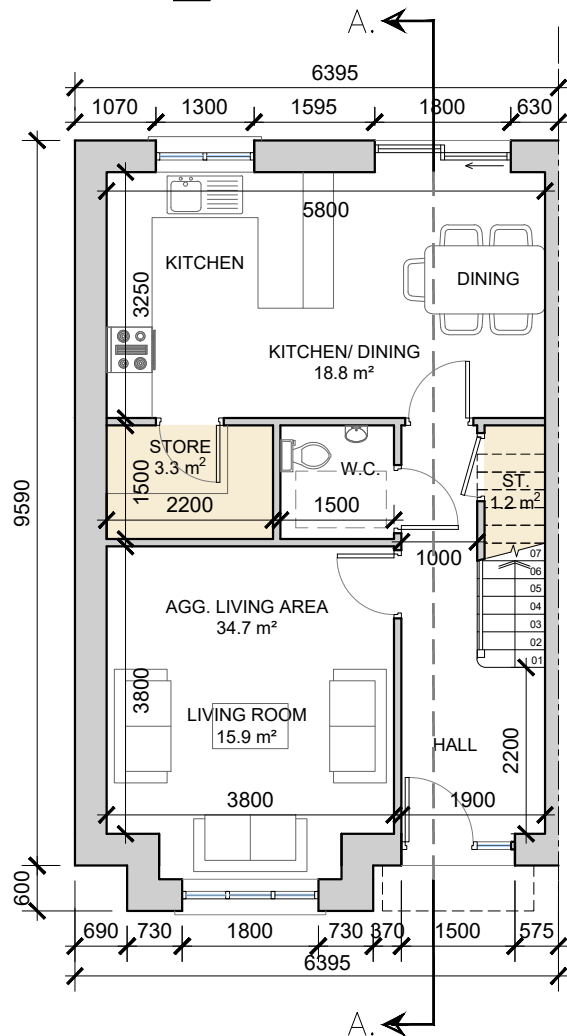 A.
6395
1070 1300 1595 1800 630
5800
KITCHEN
DINING
3250
KITCHEN/ DINING
18.8 m²
STORE
3.3 m²
W.C.
ST.
1.2 m²
1500
2200
1500
9590
1000
07
06
05
04
03
02
01
AGG. LIVING AREA
34.7 m²
3800
LIVING ROOM
15.9 m²
HALL
2200
3800
1900
600
690 730 1800 730 370 1500 575
6395
A.